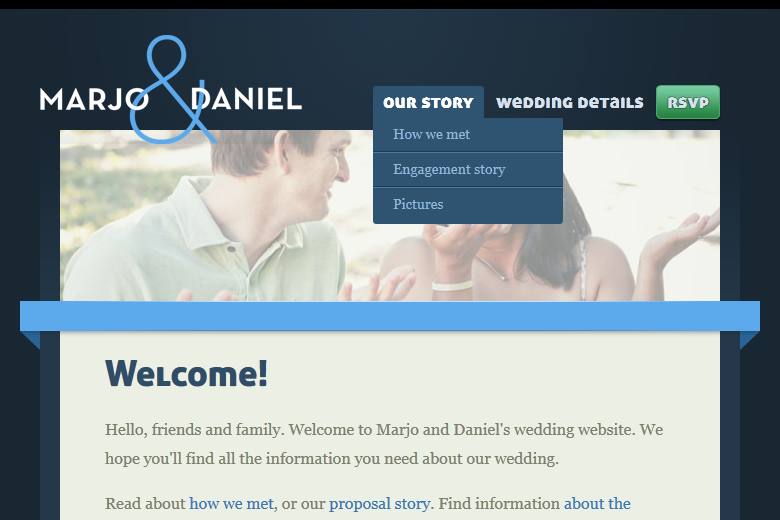 MARJO & DANIEL
OUR STORY
WEDDING DETAILS
RSVP
How we met
Engagement story
Pictures
Welcome!
Hello, friends and family. Welcome to Marjo and Daniel's wedding website. We
hope you'll find all the information you need about our wedding.
Read about how we met, or our proposal story. Find information about the